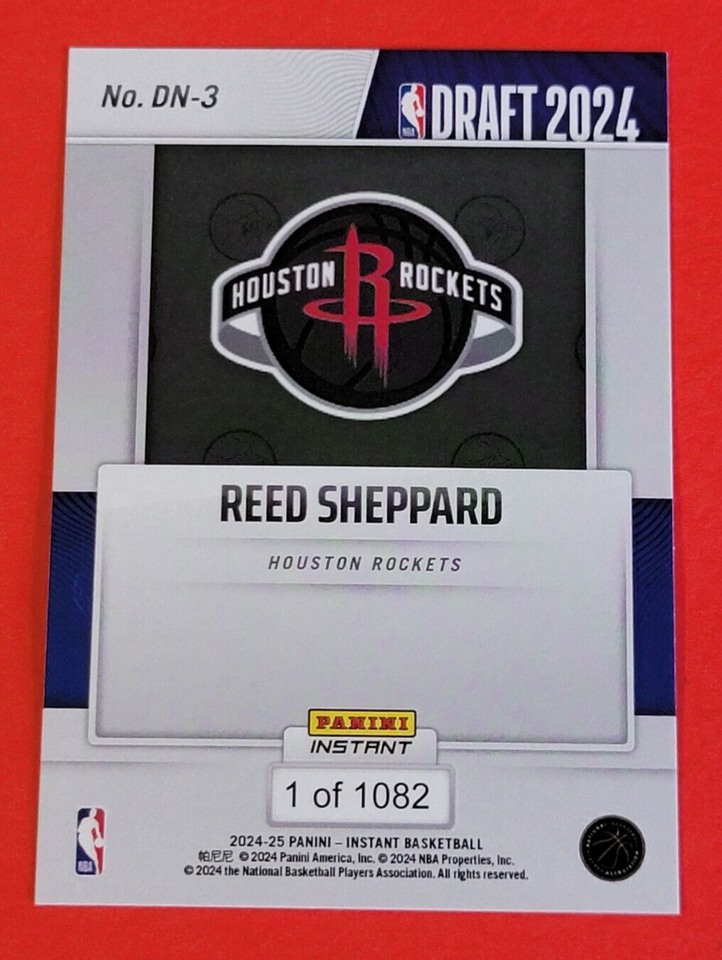 No. DN-3
NBA
DRAFT 2024
HOUSTON ROCKETS
REED SHEPPARD
HOUSTON ROCKETS
PANINI
INSTANT
1 of 1082
2024-25 PANINI – INSTANT BASKETBALL
帕尼尼 © 2024 Panini America, Inc. © 2024 NBA Properties, Inc.
© 2024 the National Basketball Players Association. All rights reserved.
NBA